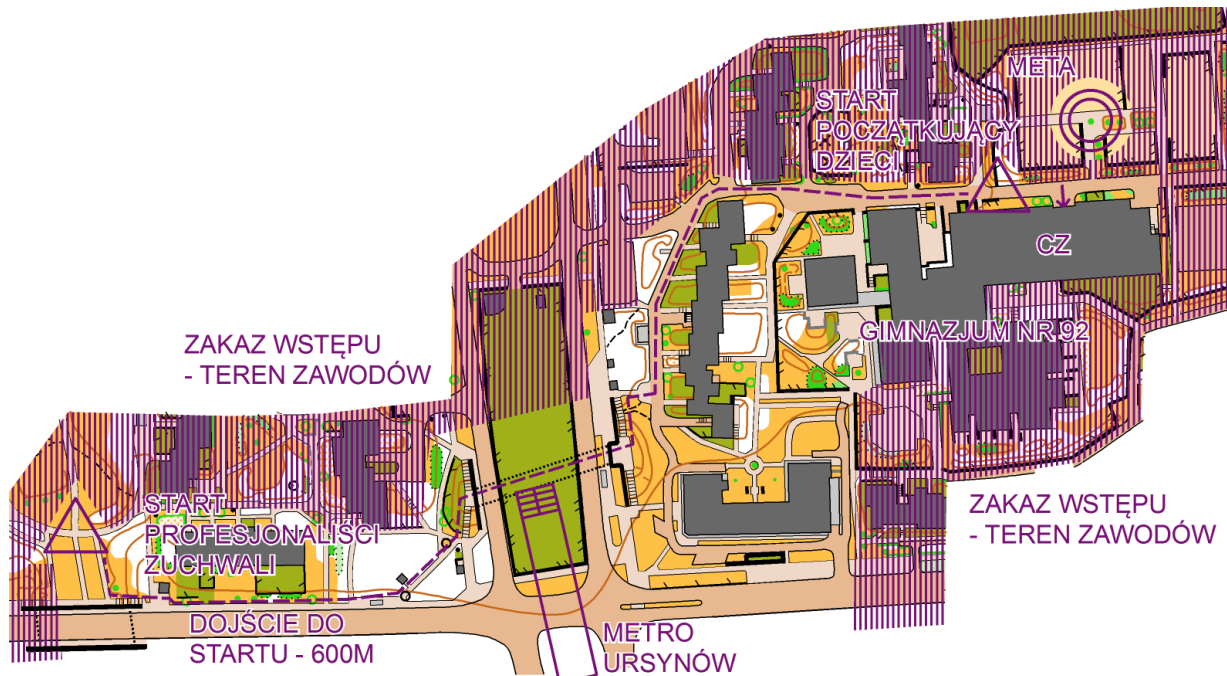 META
START
POCZĄTKUJĄCY
DZIECI
CZ
GIMNAZJUM NR 92
ZAKAZ WSTĘPU
- TEREN ZAWODÓW
START
PROFESJONALIŚCI
ZUCHWALI
ZAKAZ WSTĘPU
- TEREN ZAWODÓW
DOJŚCIE DO
STARTU - 600M
METRO
URSYNÓW